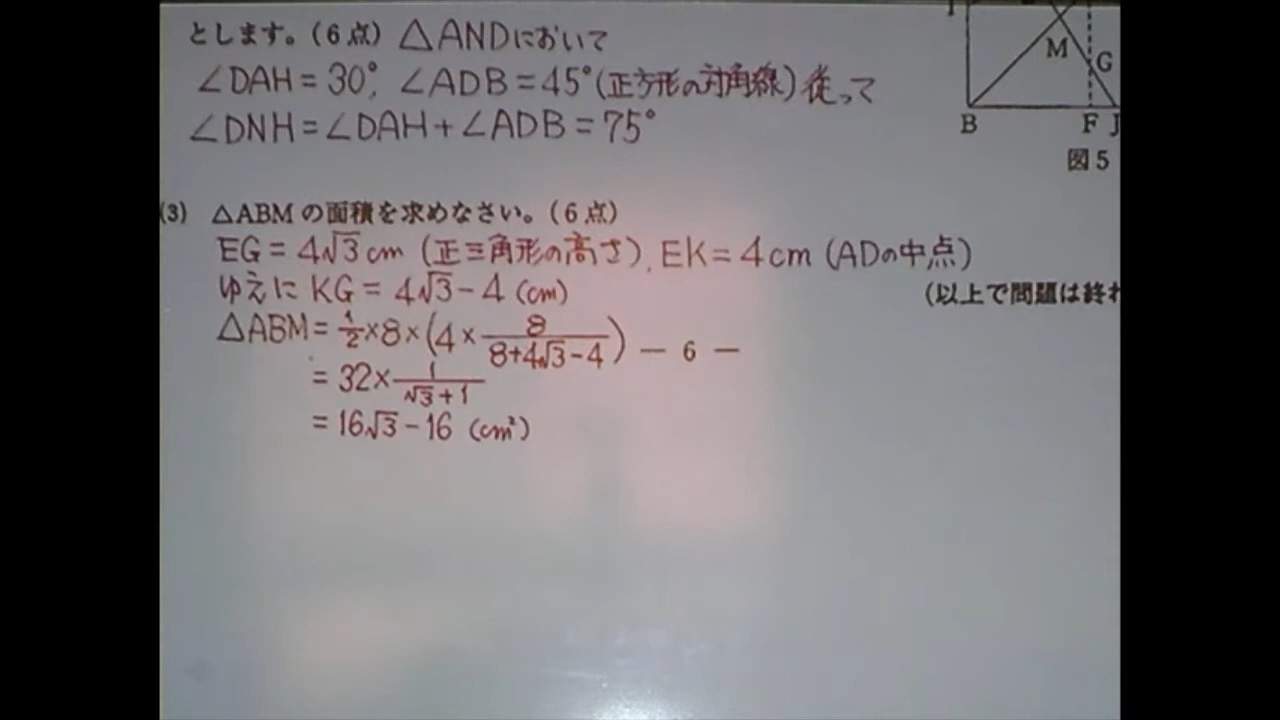 とします。(6点) △ANDにおいて
∠DAH=30°, ∠ADB=45°(正方形の対角線)従って
∠DNH=∠DAH+∠ADB=75°
M
G
B
F
J
図5
(3) △ABM の面積を求めなさい。(6点)
EG=4√3cm (正三角形の高さ), EK=4cm (ADの中点)
ゆえに KG=4√3-4 (cm)
(以上で問題は終わ
△ABM=1/2×8×(4×8/(8+4√3-4))
- 6 -
=32×1/(√3+1)
=16√3-16 (cm²)